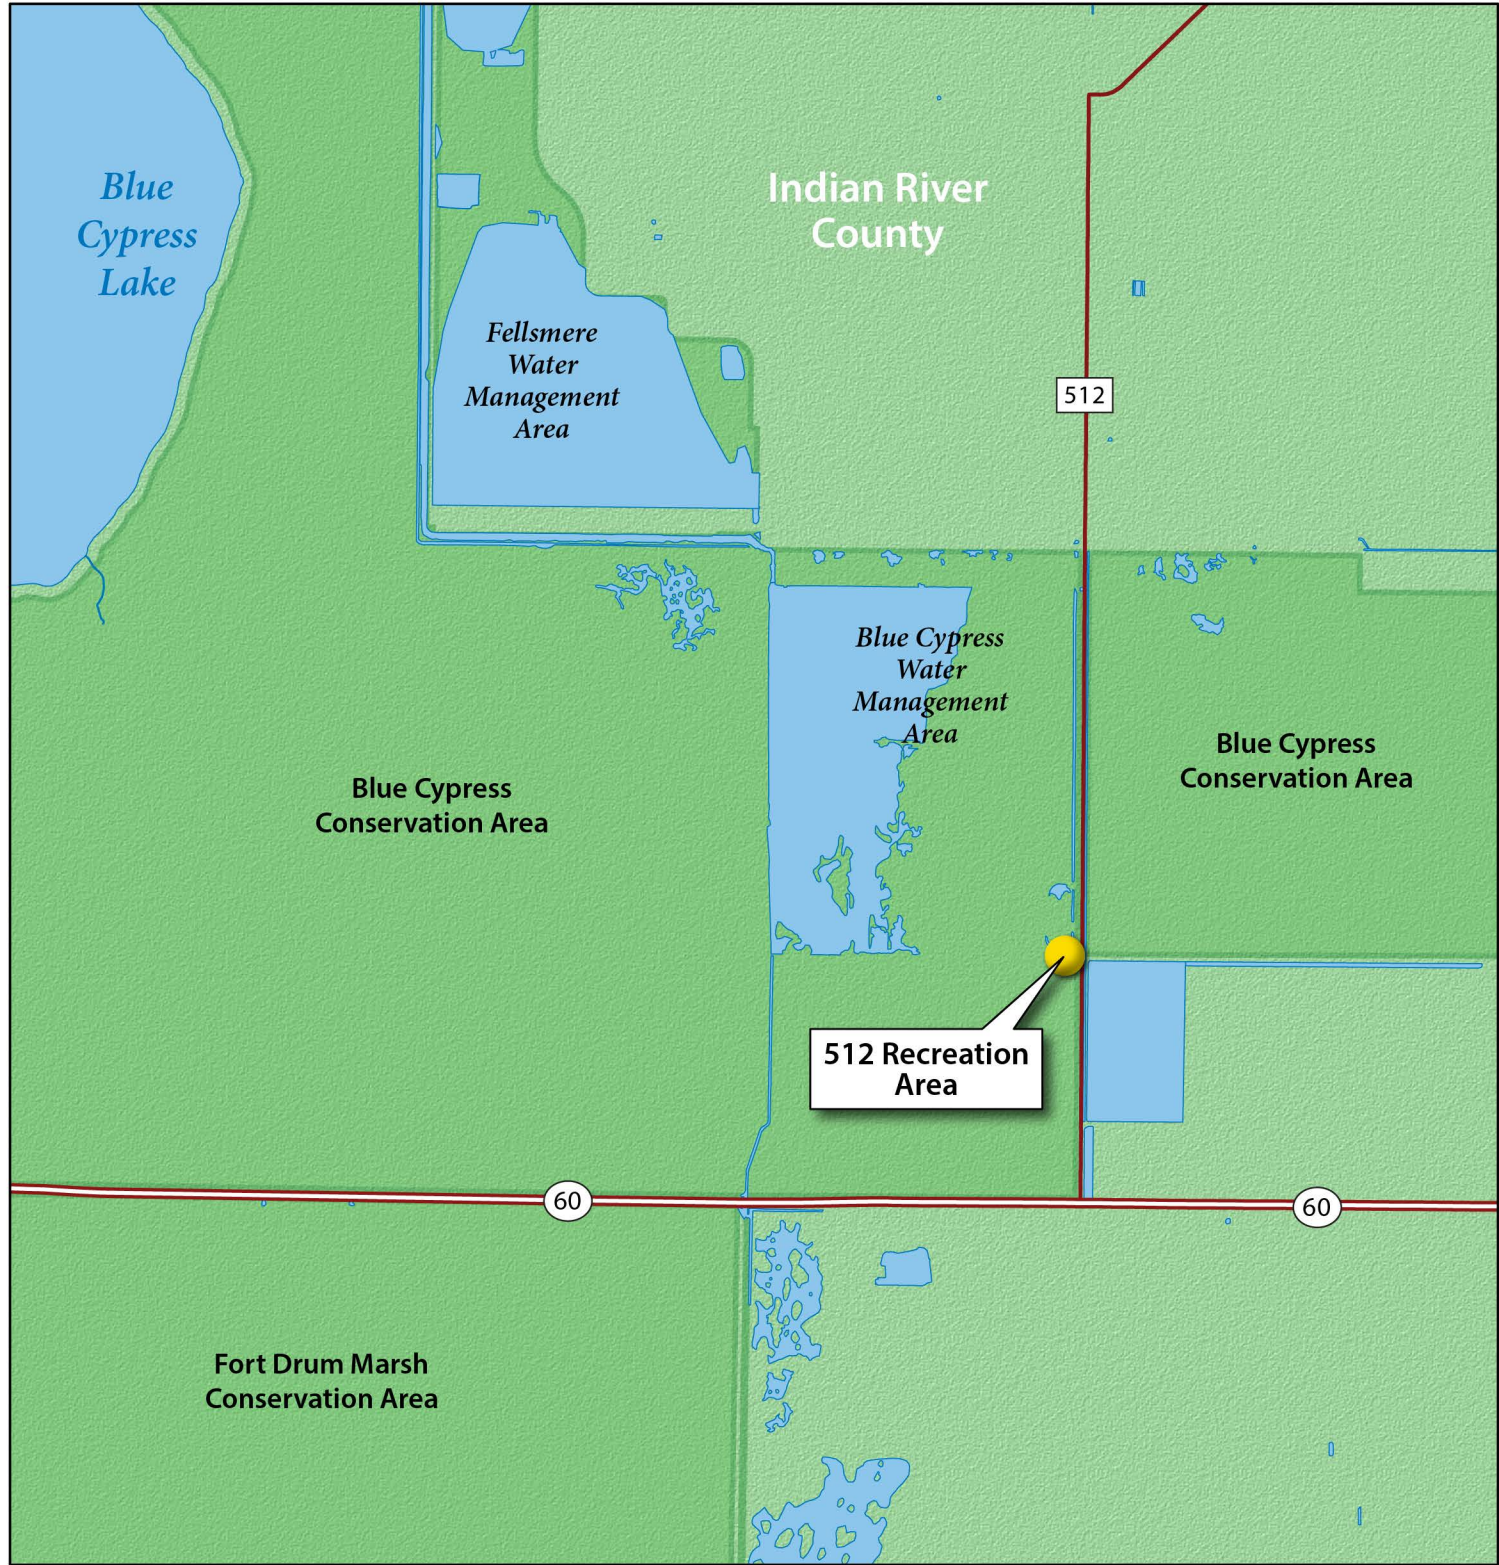 Blue
Cypress
Lake
Indian River
County
Fellsmere
Water
Management
Area
512
Blue Cypress
Water
Management
Area
Blue Cypress
Conservation Area
Blue Cypress
Conservation Area
512 Recreation
Area
60
60
Fort Drum Marsh
Conservation Area